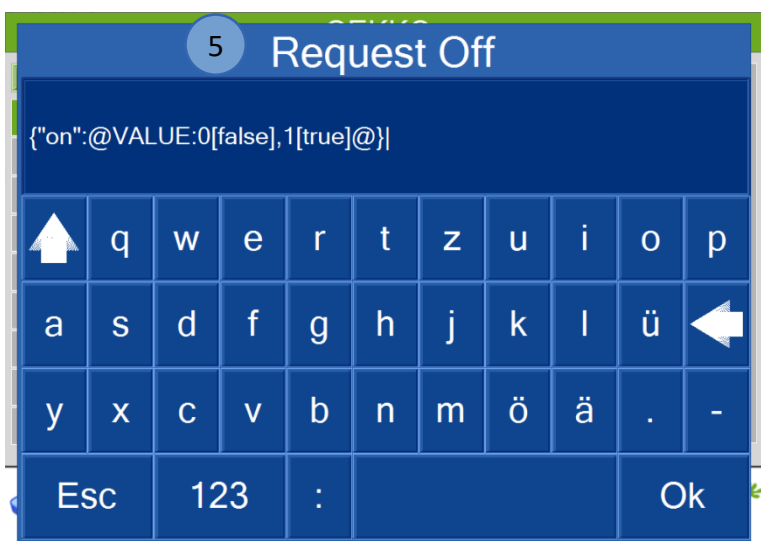 5 Request Off
{"on":@VALUE:0[false],1[true]@}|
q w e r t z u i o p
a s d f g h j k l ü
y x c v b n m ö ä . -
Esc 123 : Ok